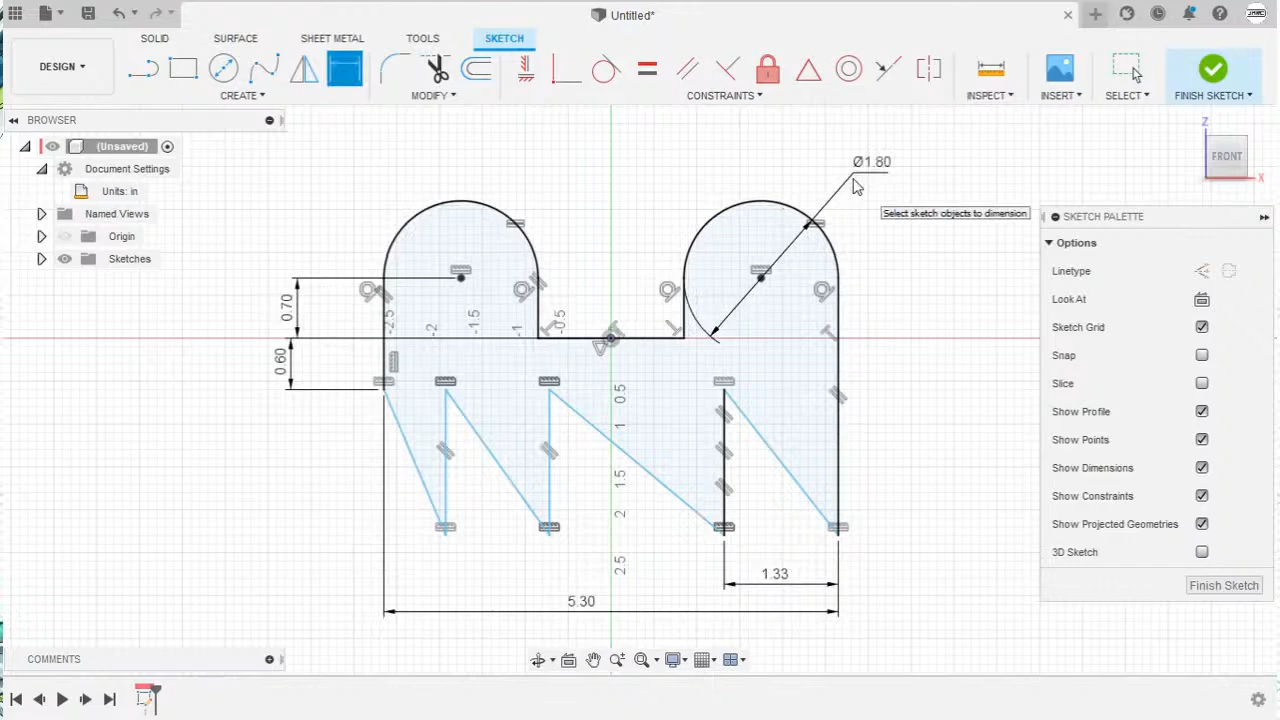 Untitled*
JMRC
DESIGN
SOLID
SURFACE
SHEET METAL
TOOLS
SKETCH
CREATE
MODIFY
CONSTRAINTS
INSPECT
INSERT
SELECT
FINISH SKETCH
BROWSER
(Unsaved)
Document Settings
Units: in
Named Views
Origin
Sketches
Z
FRONT
X
Ø1.80
Select sketch objects to dimension
0.70
0.60
-2.5
-2
-1.5
-1
-0.5
0.5
1
1.5
2
2.5
1.33
5.30
SKETCH PALETTE
Options
Linetype
Look At
Sketch Grid
Snap
Slice
Show Profile
Show Points
Show Dimensions
Show Constraints
Show Projected Geometries
3D Sketch
Finish Sketch
COMMENTS